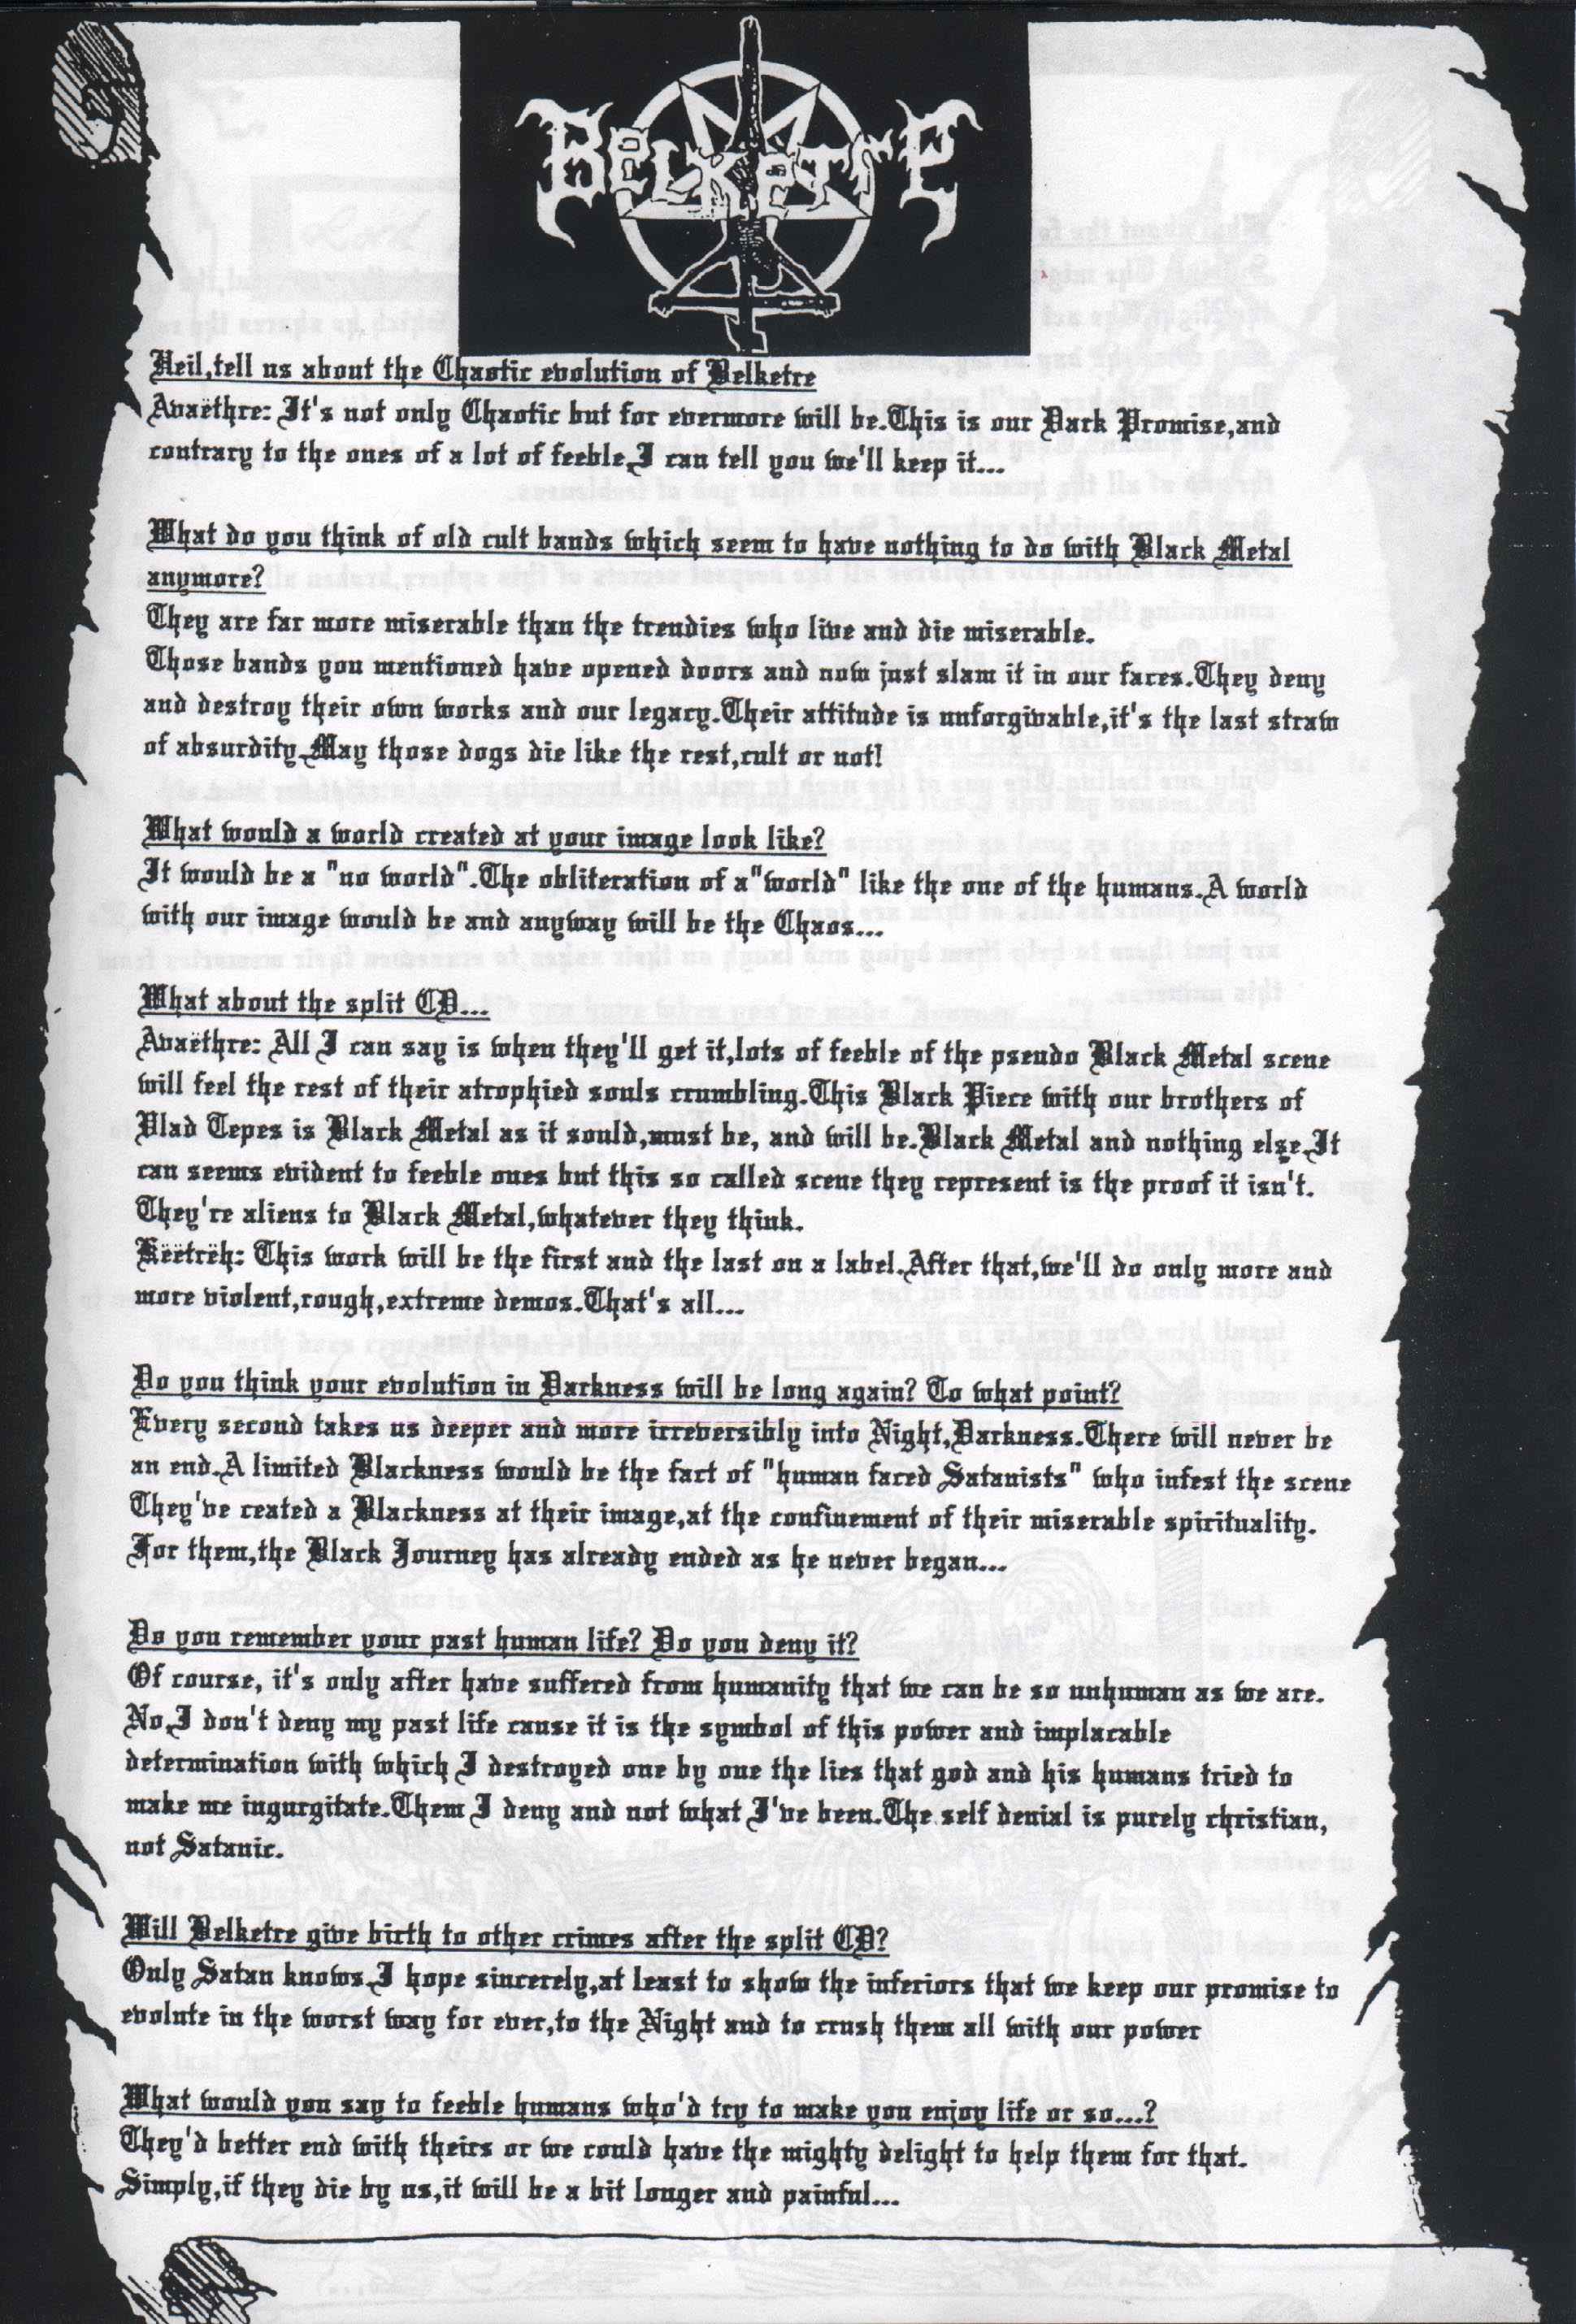 BELKETRE
Heil,tell us about the Chaotic evolution of Belketre
Avaëthre: It's not only Chaotic but for evermore will be.This is our Dark Promise,and
contrary to the ones of a lot of feeble,I can tell you we'll keep it...
What do you think of old cult bands which seem to have nothing to do with Black Metal
anymore?
They are far more miserable than the trendies who live and die miserable.
Those bands you mentioned have opened doors and now just slam it in our faces.They deny
and destroy their own works and our legacy.Their attitude is unforgivable,it's the last straw
of absurdity.May those dogs die like the rest,cult or not!
What would a world created at your image look like?
It would be a "no world".The obliteration of a"world" like the one of the humans.A world
with our image would be and anyway will be the Chaos...
What about the split CD...
Avaëthre: All I can say is when they'll get it,lots of feeble of the pseudo Black Metal scene
will feel the rest of their atrophied souls crumbling.This Black Piece with our brothers of
Vlad Tepes is Black Metal as it sould,must be, and will be.Black Metal and nothing else.It
can seems evident to feeble ones but this so called scene they represent is the proof it isn't.
They're aliens to Black Metal,whatever they think.
Këëtrëh: This work will be the first and the last on a label.After that,we'll do only more and
more violent,rough,extreme demos.That's all...
Do you think your evolution in Darkness will be long again? To what point?
Every second takes us deeper and more irreversibly into Night,Darkness.There will never be
an end.A limited Blackness would be the fact of "human faced Satanists" who infest the scene
They've ceated a Blackness at their image,at the confinement of their miserable spirituality.
For them,the Black Journey has already ended as he never began...
Do you remember your past human life? Do you deny it?
Of course, it's only after have suffered from humanity that we can be so unhuman as we are.
No,I don't deny my past life cause it is the symbol of this power and implacable
determination with which I destroyed one by one the lies that god and his humans tried to
make me ingurgitate.Them I deny and not what I've been.The self denial is purely christian,
not Satanic.
Will Belketre give birth to other crimes after the split CD?
Only Satan knows.I hope sincerely,at least to show the inferiors that we keep our promise to
evolute in the worst way for ever,to the Night and to crush them all with our power
What would you say to feeble humans who'd try to make you enjoy life or so...?
They'd better end with theirs or we could have the mighty delight to help them for that.
Simply,if they die by us,it will be a bit longer and painful...